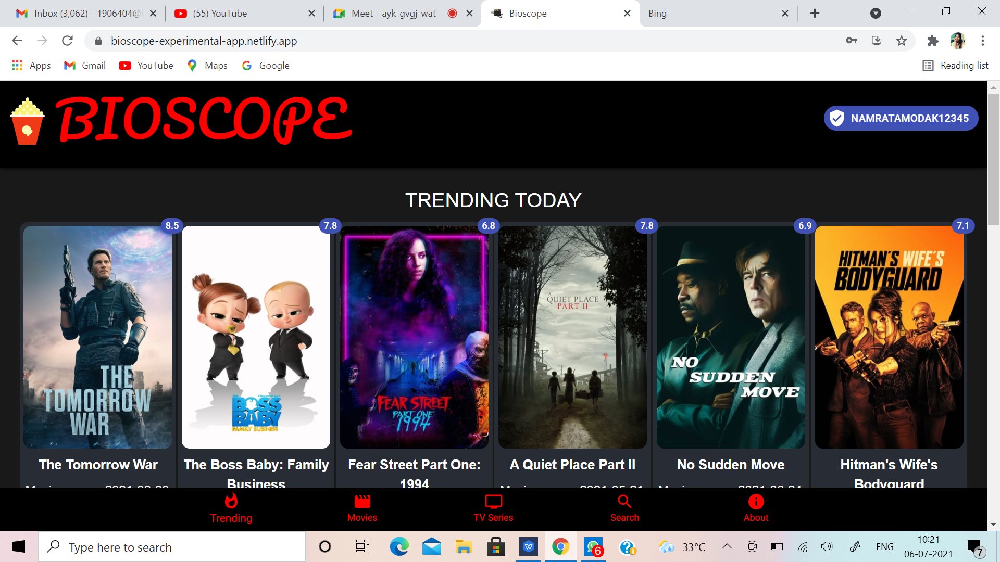 Inbox (3,062) - 1906404@
(55) YouTube
Meet - ayk-gvgj-wat
Bioscope
Bing
bioscope-experimental-app.netlify.app
Apps
Gmail
YouTube
Maps
Google
Reading list
BIOSCOPE
NAMRATAMODAK12345
TRENDING TODAY
8.5
7.8
6.8
7.8
6.9
7.1
THE
TOMORROW
WAR
THE
DREAMWORKS
BOSS
BABY
FAMILY BUSINESS
FEAR STREET
PART ONE
1994
A
QUIET PLACE
PART II
NO
SUDDEN
MOVE
HITMAN'S WIFE'S
BODYGUARD
The Tomorrow War
The Boss Baby: Family
Business
Fear Street Part One:
1994
A Quiet Place Part II
No Sudden Move
Hitman's Wife's
Bodyguard
Trending
Movies
TV Series
Search
About
Type here to search
6
33°C
ENG
10:21
06-07-2021
7